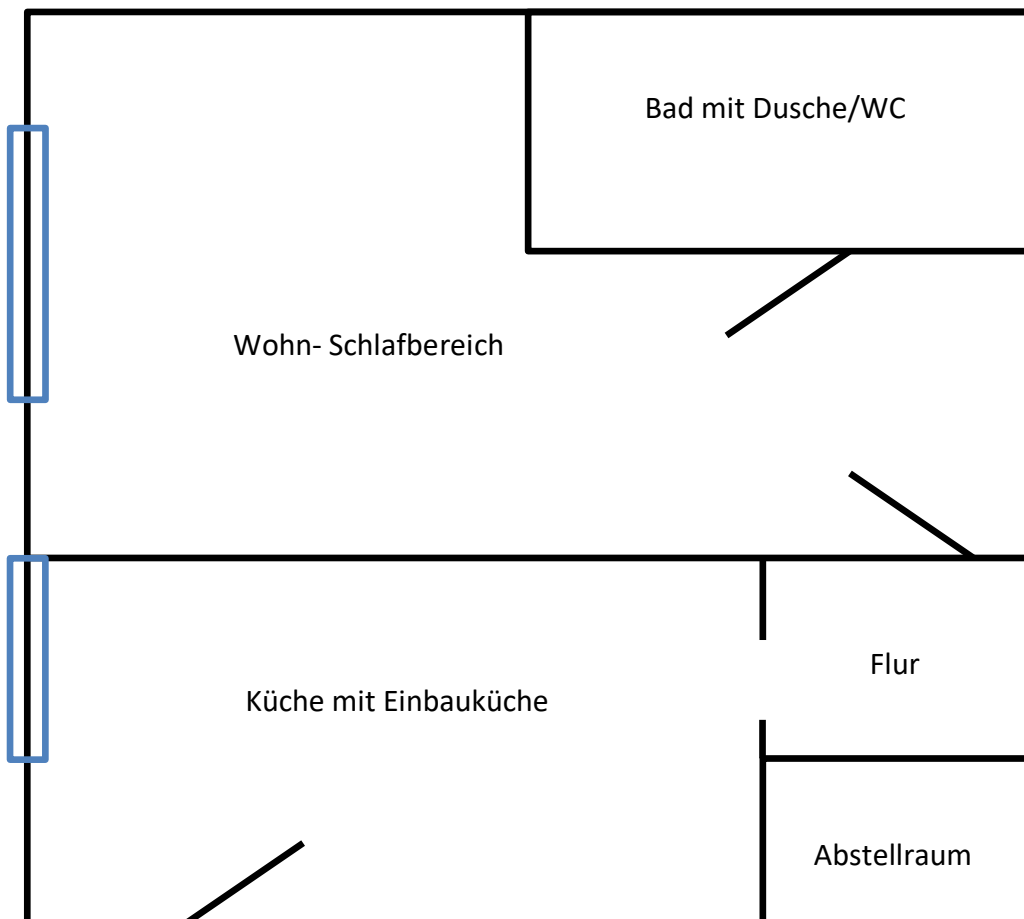 Bad mit Dusche/WC
Wohn- Schlafbereich
Flur
Küche mit Einbauküche
Abstellraum